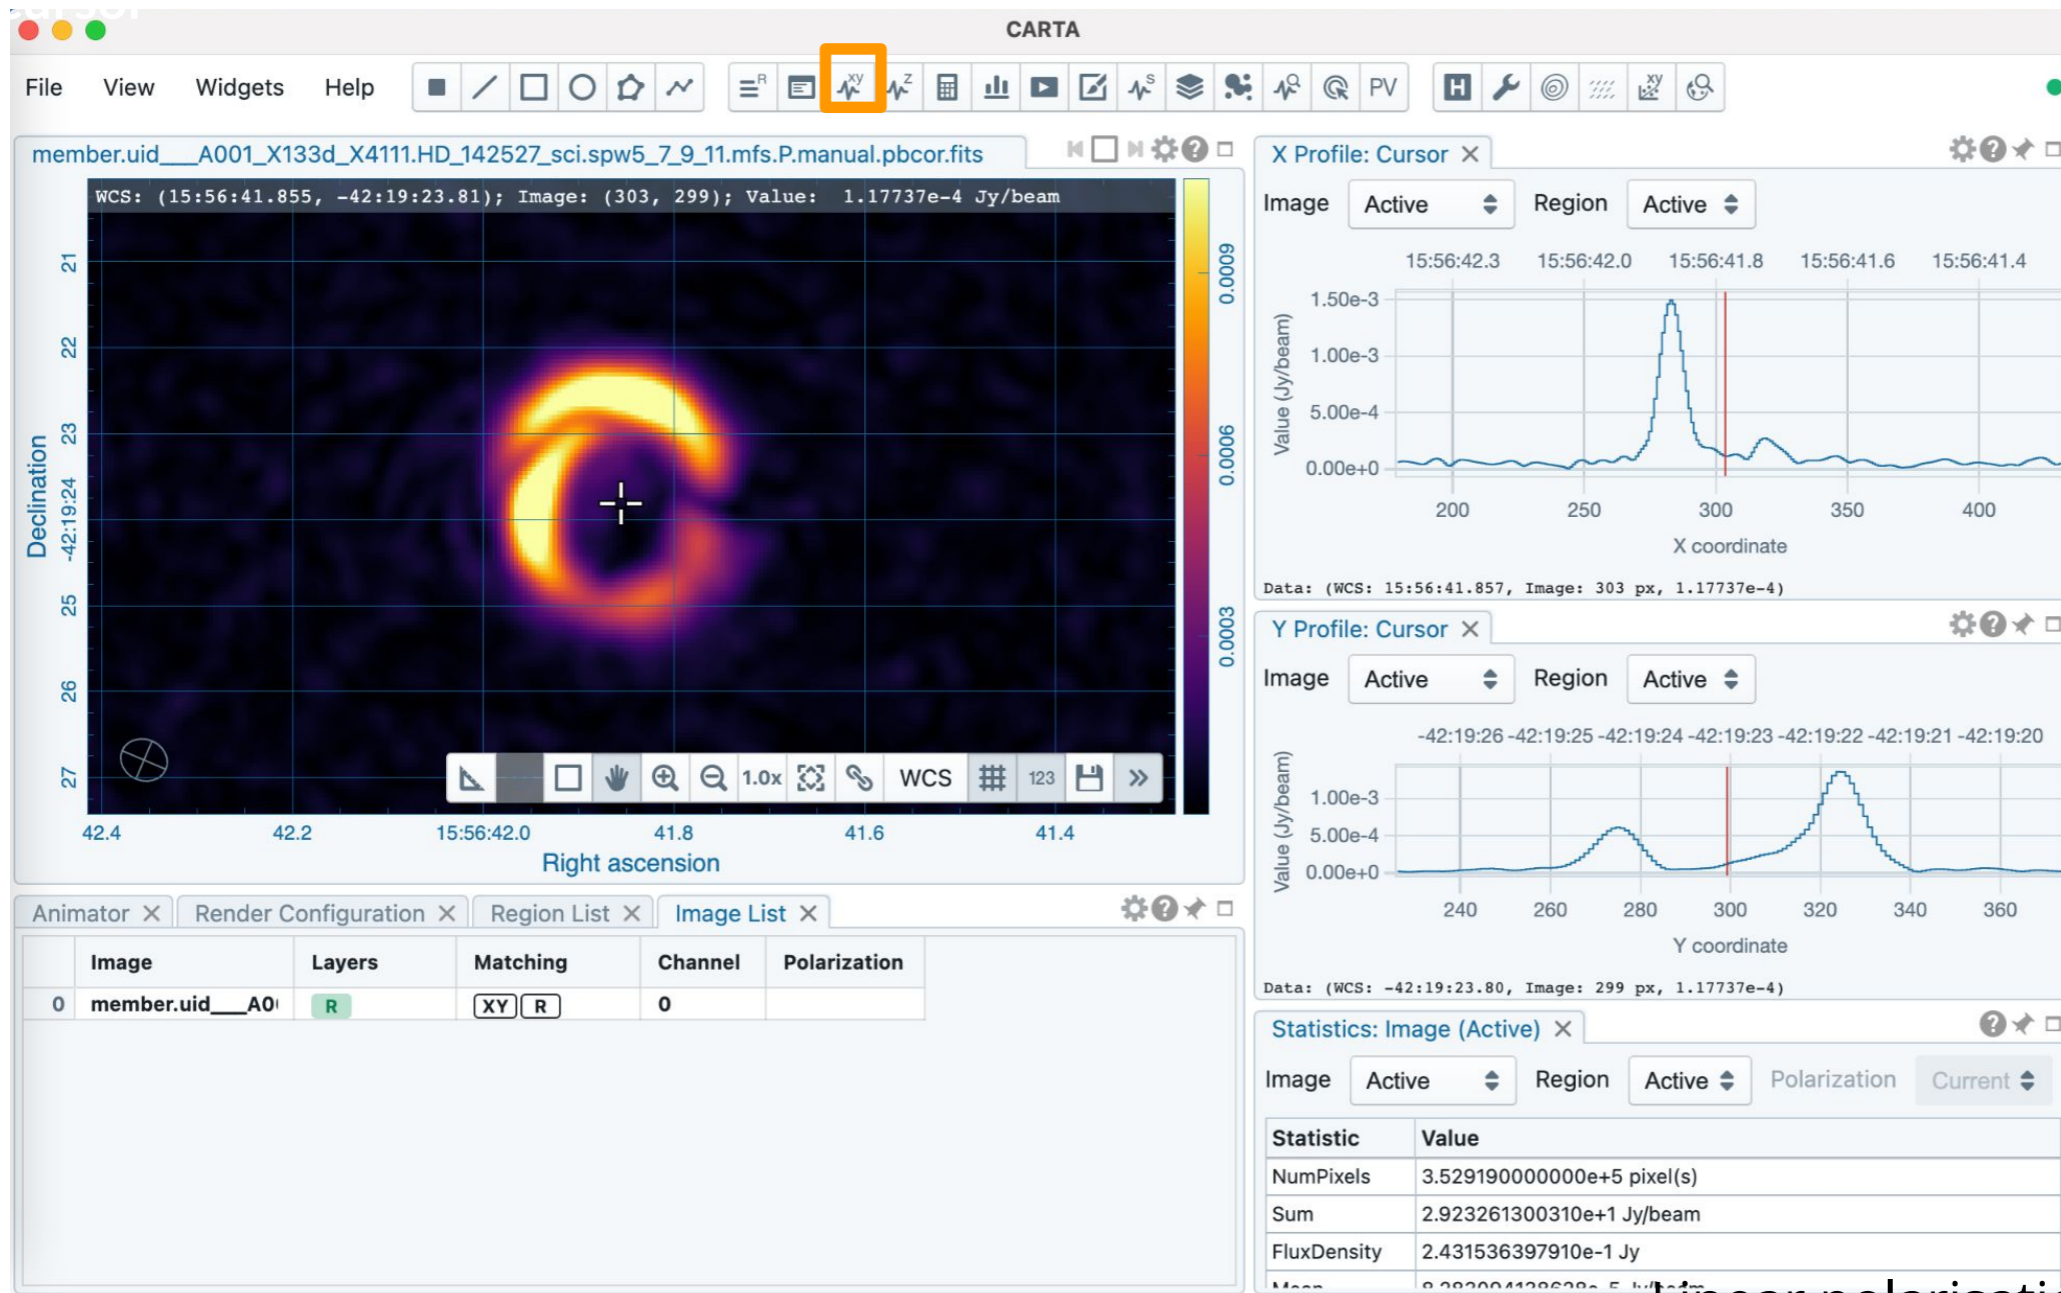 cursor
CARTA
File View Widgets Help
R XY Z S PV H xy
member.uid___A001_X133d_X4111.HD_142527_sci.spw5_7_9_11.mfs.P.manual.pbcor.fits
WCS: (15:56:41.855, -42:19:23.81); Image: (303, 299); Value: 1.17737e-4 Jy/beam
21
22
23
-42:19:24
25
26
27
Declination
0.0009
0.0006
0.0003
1.0x WCS 123
42.4 42.2 15:56:42.0 41.8 41.6 41.4
Right ascension
Animator Render Configuration Region List Image List
Image Layers Matching Channel Polarization
0 member.uid___A0 R XY R 0
X Profile: Cursor
Image Active Region Active
15:56:42.3 15:56:42.0 15:56:41.8 15:56:41.6 15:56:41.4
Value (Jy/beam)
1.50e-3
1.00e-3
5.00e-4
0.00e+0
200 250 300 350 400
X coordinate
Data: (WCS: 15:56:41.857, Image: 303 px, 1.17737e-4)
Y Profile: Cursor
Image Active Region Active
-42:19:26 -42:19:25 -42:19:24 -42:19:23 -42:19:22 -42:19:21 -42:19:20
Value (Jy/beam)
1.00e-3
5.00e-4
0.00e+0
240 260 280 300 320 340 360
Y coordinate
Data: (WCS: -42:19:23.80, Image: 299 px, 1.17737e-4)
Statistics: Image (Active)
Image Active Region Active Polarization Current
Statistic Value
NumPixels 3.529190000000e+5 pixel(s)
Sum 2.923261300310e+1 Jy/beam
FluxDensity 2.431536397910e-1 Jy